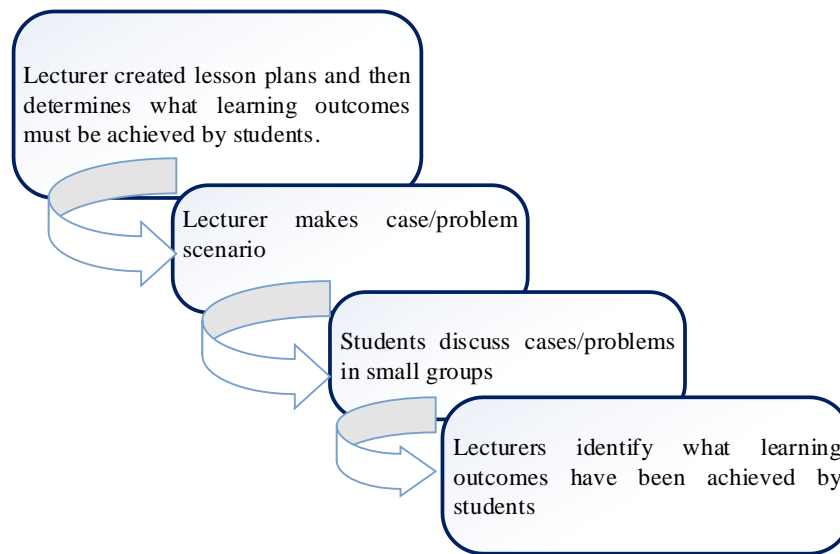 Lecturer created lesson plans and then
determines what learning outcomes
must be achieved by students.
Lecturer makes case/problem
scenario
Students discuss cases/problems
in small groups
Lecturers identify what learning
outcomes have been achieved by
students